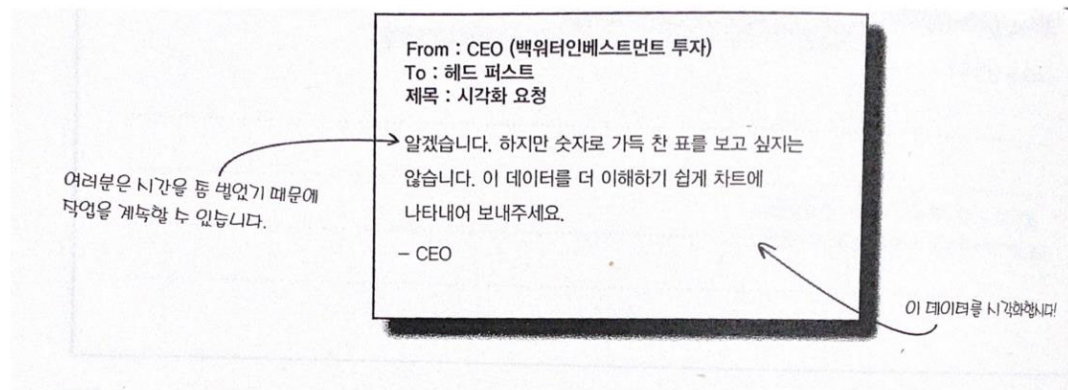 From : CEO (백워터인베스트먼트 투자)
To : 헤드 퍼스트
제목 : 시각화 요청
알겠습니다. 하지만 숫자로 가득 찬 표를 보고 싶지는
않습니다. 이 데이터를 더 이해하기 쉽게 차트에
나타내어 보내주세요.
– CEO
여러분은 시간을 좀 벌었기 때문에
작업을 계속할 수 있습니다.
이 데이터를 시각화합시다!